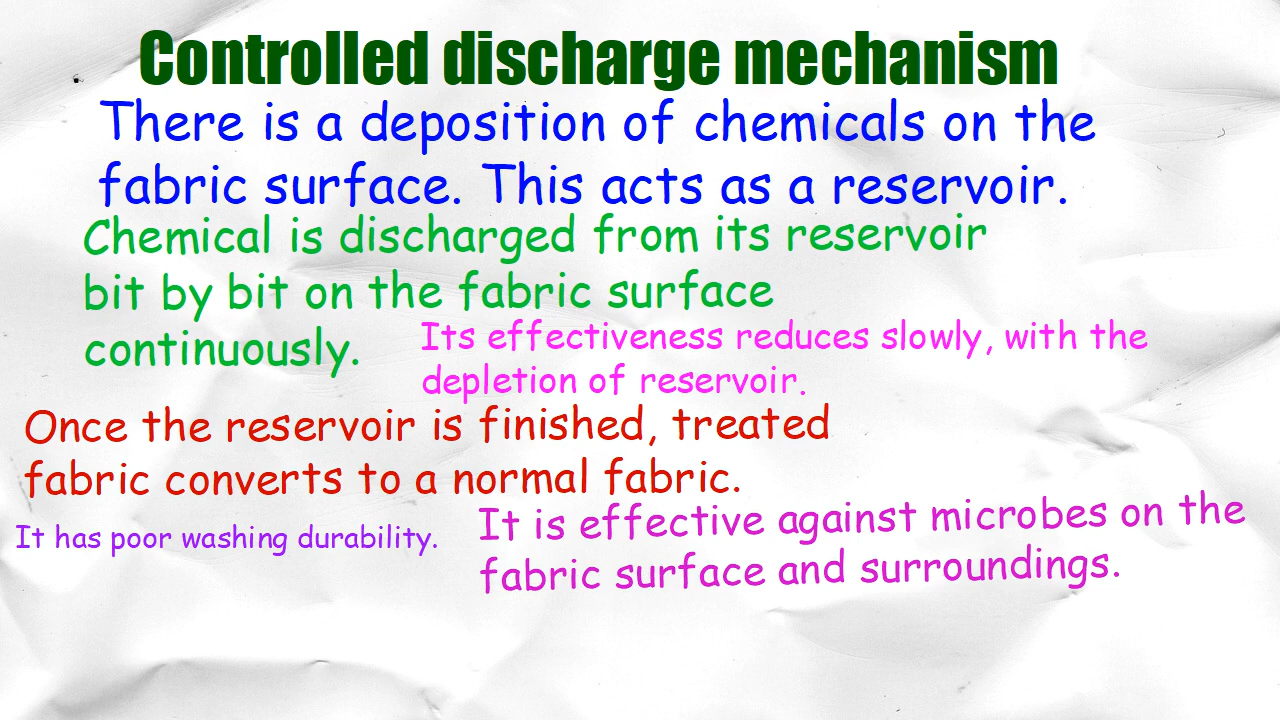 Controlled discharge mechanism
There is a deposition of chemicals on the
fabric surface. This acts as a reservoir.
Chemical is discharged from its reservoir
bit by bit on the fabric surface
continuously.
Its effectiveness reduces slowly, with the
depletion of reservoir.
Once the reservoir is finished, treated
fabric converts to a normal fabric.
It has poor washing durability.
It is effective against microbes on the
fabric surface and surroundings.